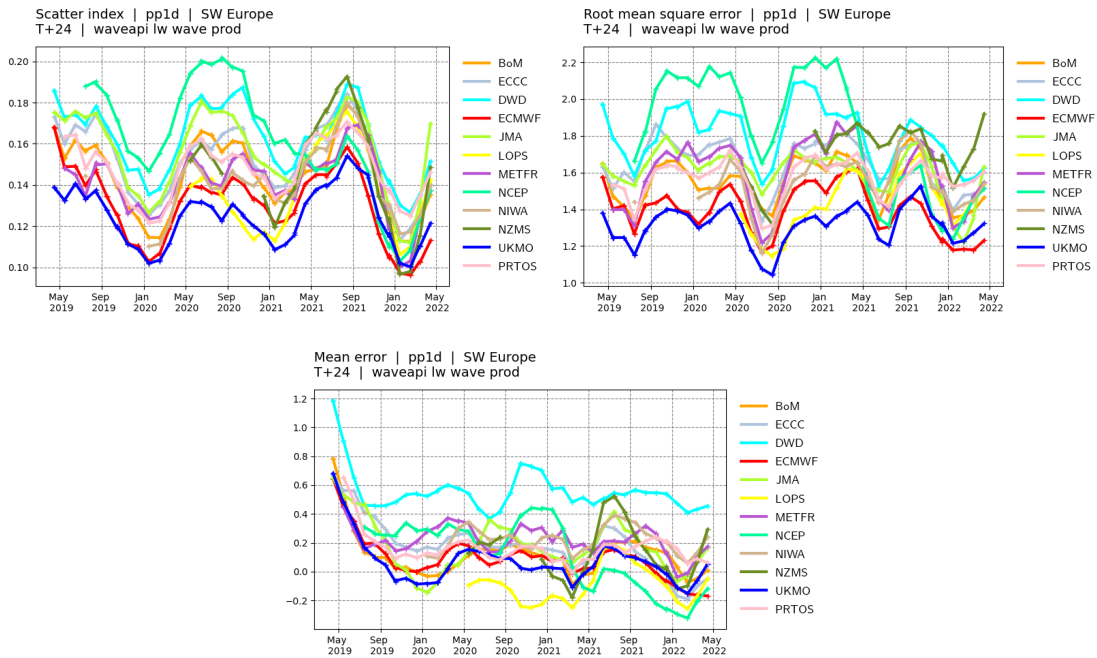 Scatter index | pp1d | SW Europe
T+24 | waveapi lw wave prod
0.20
0.18
0.16
0.14
0.12
0.10
May 2019
Sep 2019
Jan 2020
May 2020
Sep 2020
Jan 2021
May 2021
Sep 2021
Jan 2022
May 2022
BoM
ECCC
DWD
ECMWF
JMA
LOPS
METFR
NCEP
NIWA
NZMS
UKMO
PRTOS
Root mean square error | pp1d | SW Europe
T+24 | waveapi lw wave prod
2.2
2.0
1.8
1.6
1.4
1.2
1.0
May 2019
Sep 2019
Jan 2020
May 2020
Sep 2020
Jan 2021
May 2021
Sep 2021
Jan 2022
May 2022
BoM
ECCC
DWD
ECMWF
JMA
LOPS
METFR
NCEP
NIWA
NZMS
UKMO
PRTOS
Mean error | pp1d | SW Europe
T+24 | waveapi lw wave prod
1.2
1.0
0.8
0.6
0.4
0.2
0.0
−0.2
May 2019
Sep 2019
Jan 2020
May 2020
Sep 2020
Jan 2021
May 2021
Sep 2021
Jan 2022
May 2022
BoM
ECCC
DWD
ECMWF
JMA
LOPS
METFR
NCEP
NIWA
NZMS
UKMO
PRTOS